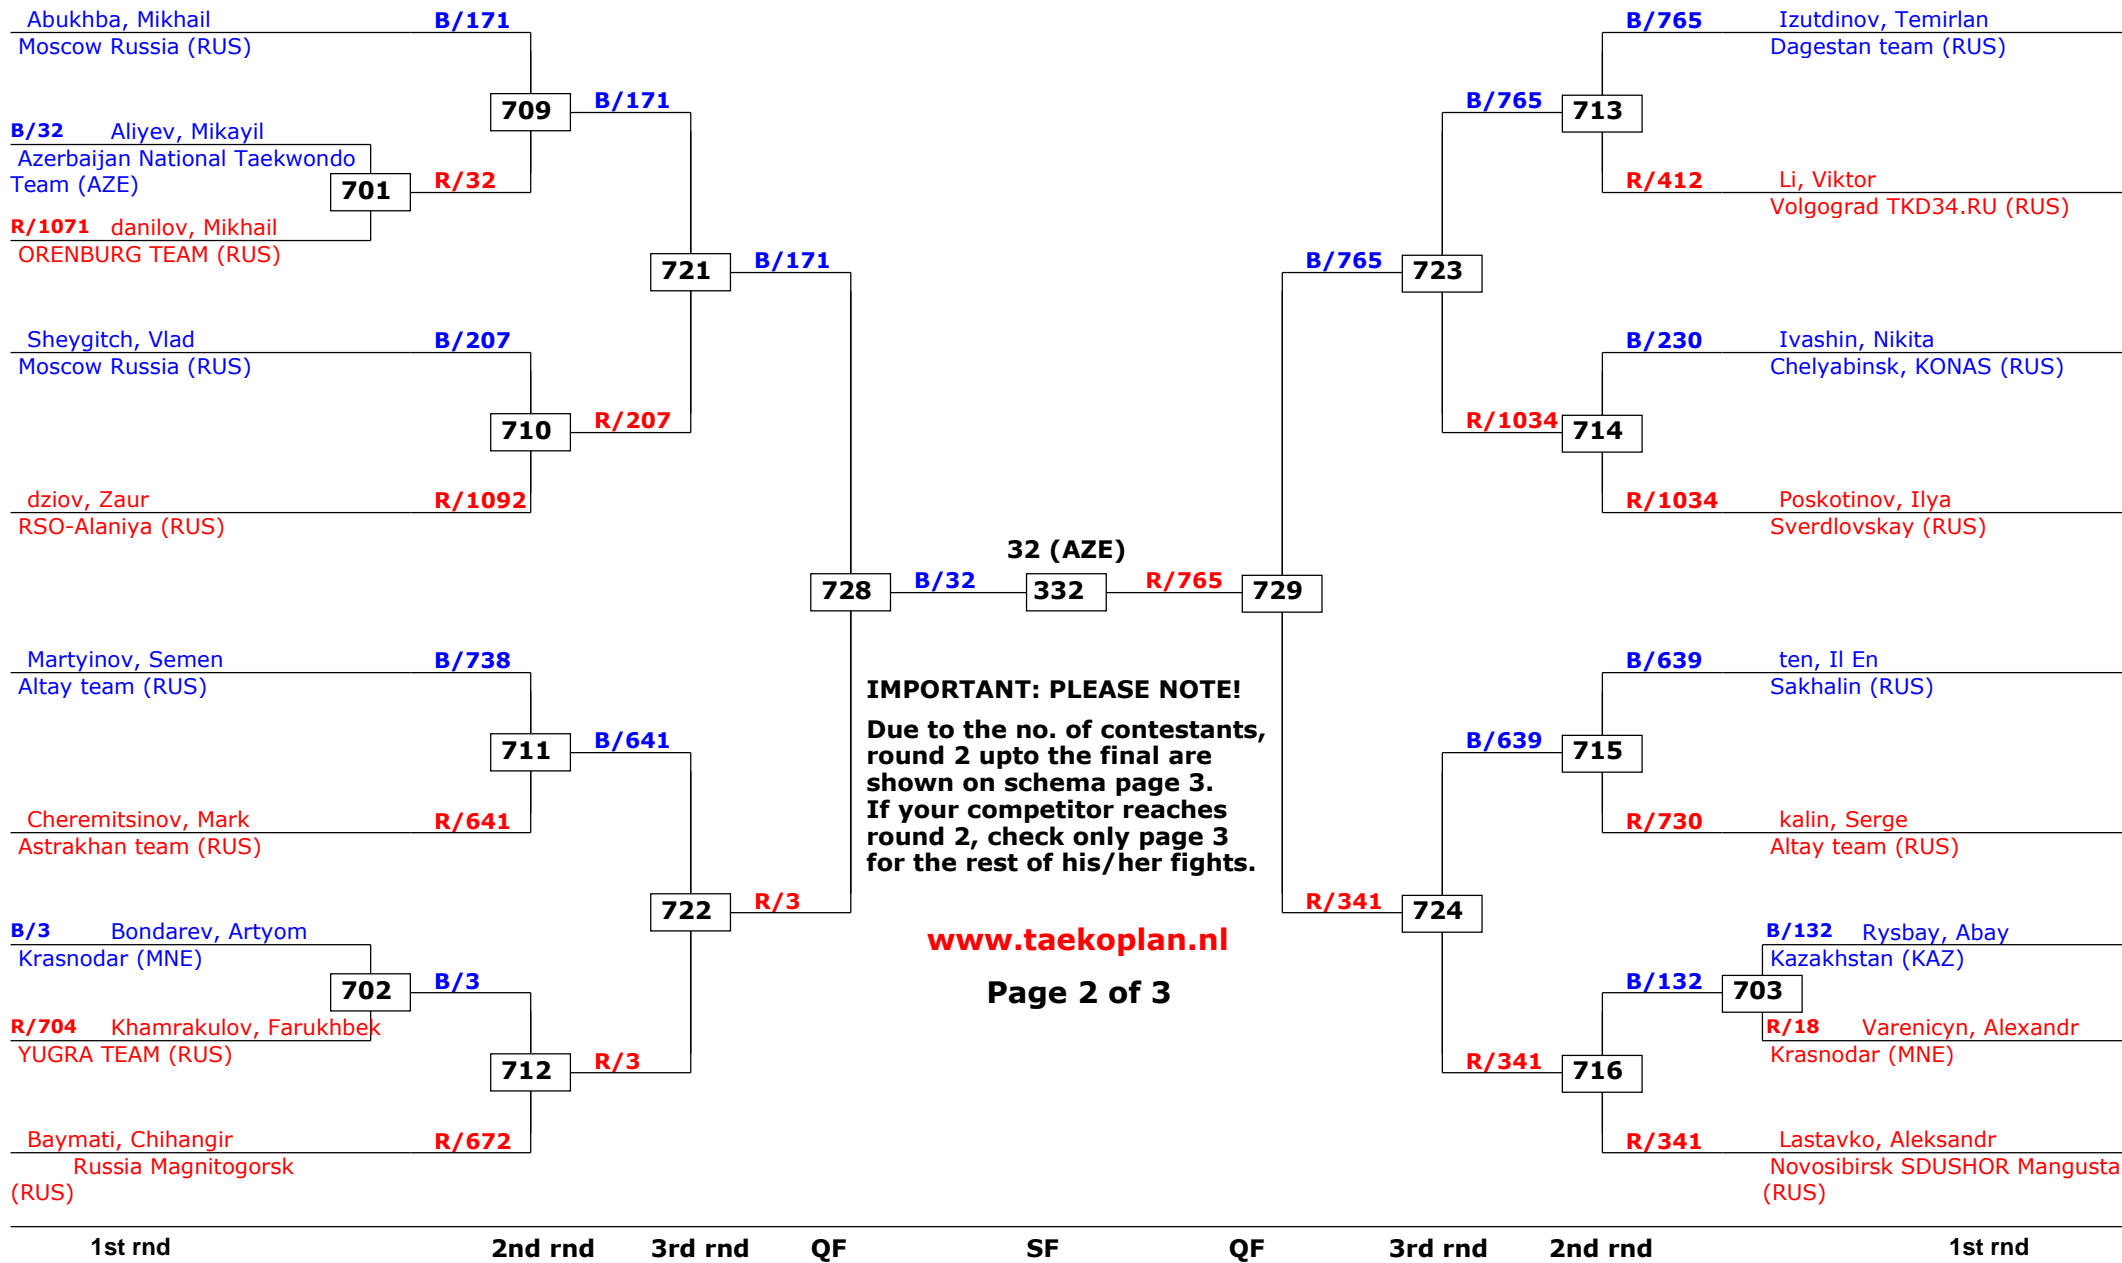 Abukhba, Mikhail
B/171
Moscow Russia (RUS)
709
B/171
B/32 Aliyev, Mikayil
Azerbaijan National Taekwondo
Team (AZE)
701
R/32
R/1071 danilov, Mikhail
ORENBURG TEAM (RUS)
721
B/171
Sheygitch, Vlad
B/207
Moscow Russia (RUS)
710
R/207
dziov, Zaur
R/1092
RSO-Alaniya (RUS)
728
B/32
Martyinov, Semen
B/738
Altay team (RUS)
711
B/641
Cheremitsinov, Mark
R/641
Astrakhan team (RUS)
722
R/3
B/3 Bondarev, Artyom
Krasnodar (MNE)
702
B/3
R/704 Khamrakulov, Farukhbek
YUGRA TEAM (RUS)
712
R/3
Baymati, Chihangir
R/672
Russia Magnitogorsk
(RUS)
32 (AZE)
332
IMPORTANT: PLEASE NOTE!
Due to the no. of contestants,
round 2 upto the final are
shown on schema page 3.
If your competitor reaches
round 2, check only page 3
for the rest of his/her fights.
www.taekoplan.nl
Page 2 of 3
B/765
Izutdinov, Temirlan
Dagestan team (RUS)
B/765
713
R/412
Li, Viktor
Volgograd TKD34.RU (RUS)
B/765
723
B/230
Ivashin, Nikita
Chelyabinsk, KONAS (RUS)
R/1034
714
R/1034
Poskotinov, Ilya
Sverdlovskay (RUS)
R/765
729
B/639
ten, Il En
Sakhalin (RUS)
B/639
715
R/730
kalin, Serge
Altay team (RUS)
R/341
724
B/132 Rysbay, Abay
Kazakhstan (KAZ)
B/132
703
R/18 Varenicyn, Alexandr
Krasnodar (MNE)
R/341
716
R/341
Lastavko, Aleksandr
Novosibirsk SDUSHOR Mangusta
(RUS)
1st rnd 2nd rnd 3rd rnd QF SF QF 3rd rnd 2nd rnd 1st rnd